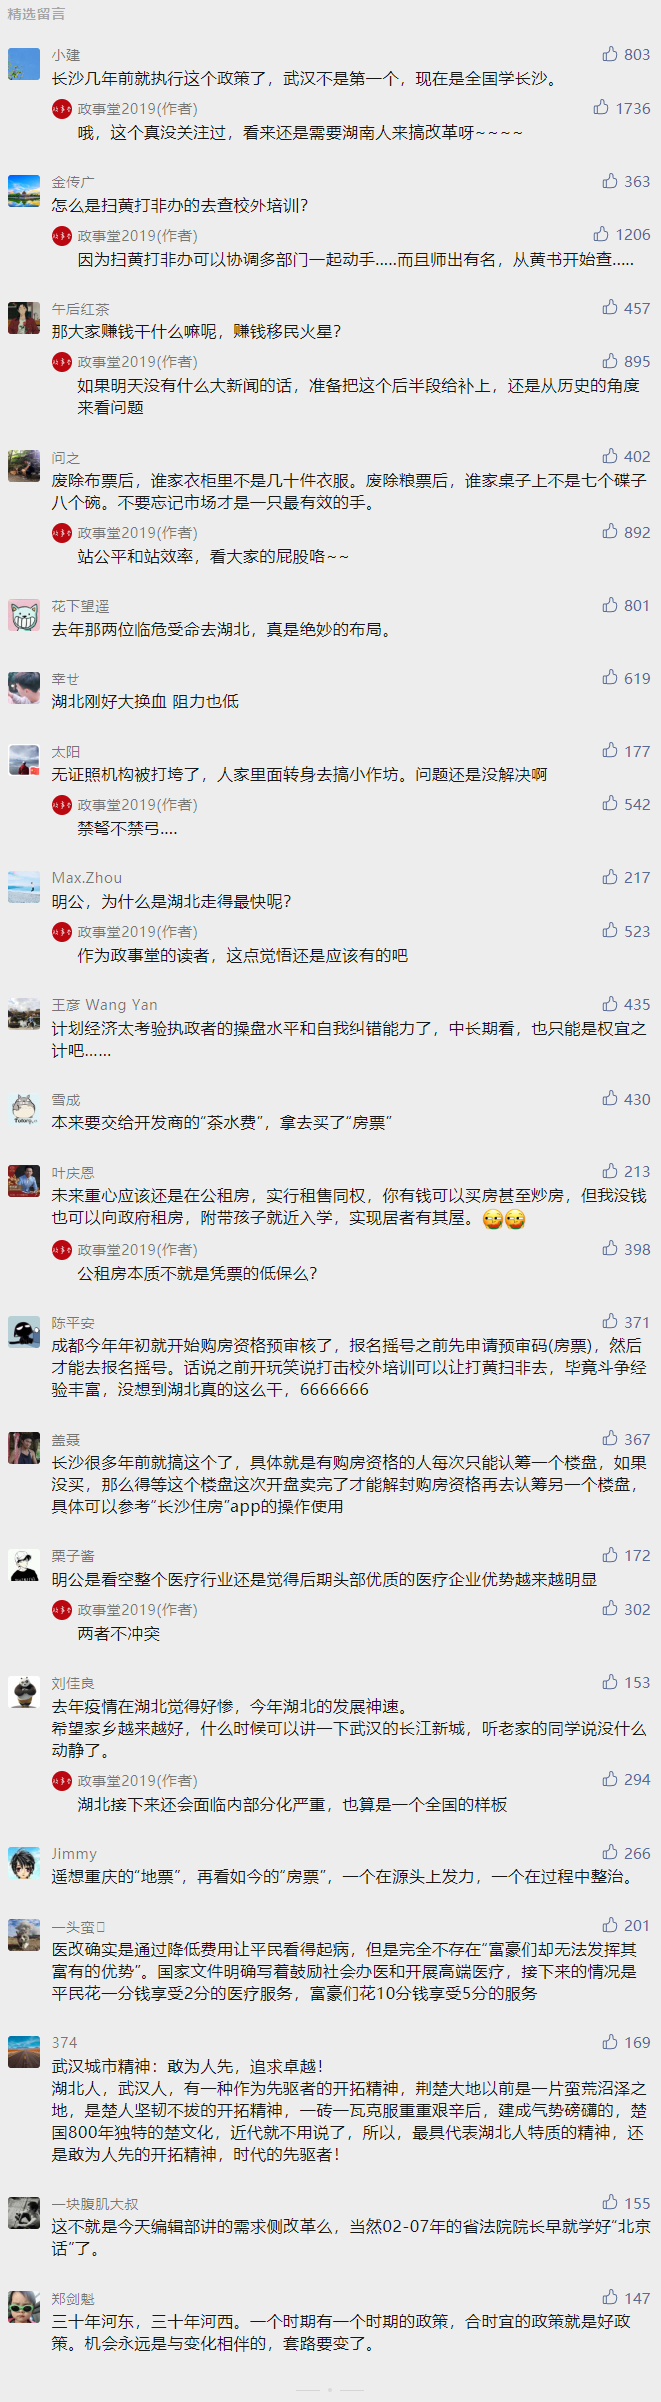 精选留言
小建
803
长沙几年前就执行这个政策了，武汉不是第一个，现在是全国学长沙。
政事堂2019(作者)
1736
哦，这个真没关注过，看来还是需要湖南人来搞改革呀~~~~
金传广
363
怎么是扫黄打非办的去查校外培训？
政事堂2019(作者)
1206
因为扫黄打非办可以协调多部门一起动手.....而且师出有名，从黄书开始查.....
午后红茶
457
那大家赚钱干什么嘛呢，赚钱移民火星？
政事堂2019(作者)
895
如果明天没有什么大新闻的话，准备把这个后半段给补上，还是从历史的角度
来看问题
问之
402
废除布票后，谁家衣柜里不是几十件衣服。废除粮票后，谁家桌子上不是七个碟子
八个碗。不要忘记市场才是一只最有效的手。
政事堂2019(作者)
892
站公平和站效率，看大家的屁股咯~~
花下望遥
801
去年那两位临危受命去湖北，真是绝妙的布局。
幸せ
619
湖北刚好大换血 阻力也低
太阳
177
无证照机构被打垮了，人家里面转身去搞小作坊。问题还是没解决啊
政事堂2019(作者)
542
禁弩不禁弓....
Max.Zhou
217
明公，为什么是湖北走得最快呢？
政事堂2019(作者)
523
作为政事堂的读者，这点觉悟还是应该有的吧
王彦 Wang Yan
435
计划经济太考验执政者的操盘水平和自我纠错能力了，中长期看，也只能是权宜之
计吧……
雪成
430
本来要交给开发商的“茶水费”，拿去买了“房票”
叶庆恩
213
未来重心应该还是在公租房，实行租售同权，你有钱可以买房甚至炒房，但我没钱
也可以向政府租房，附带孩子就近入学，实现居者有其屋。
政事堂2019(作者)
398
公租房本质不就是凭票的低保么？
陈平安
371
成都今年年初就开始购房资格预审核了，报名摇号之前先申请预审码(房票)，然后
才能去报名摇号。话说之前开玩笑说打击校外培训可以让打黄扫非去，毕竟斗争经
验丰富，没想到湖北真的这么干，6666666
盖聂
367
长沙很多年前就搞这个了，具体就是有购房资格的人每次只能认筹一个楼盘，如果
没买，那么得等这个楼盘这次开盘卖完了才能解封购房资格再去认筹另一个楼盘，
具体可以参考“长沙住房”app的操作使用
栗子酱
172
明公是看空整个医疗行业还是觉得后期头部优质的医疗企业优势越来越明显
政事堂2019(作者)
302
两者不冲突
刘佳良
153
去年疫情在湖北觉得好惨，今年湖北的发展神速。
希望家乡越来越好，什么时候可以讲一下武汉的长江新城，听老家的同学说没什么
动静了。
政事堂2019(作者)
294
湖北接下来还会面临内部分化严重，也算是一个全国的样板
Jimmy
266
遥想重庆的“地票”，再看如今的“房票”，一个在源头上发力，一个在过程中整治。
一头蛮
201
医改确实是通过降低费用让平民看得起病，但是完全不存在“富豪们却无法发挥其
富有的优势”。国家文件明确写着鼓励社会办医和开展高端医疗，接下来的情况是
平民花一分钱享受2分的医疗服务，富豪们花10分钱享受5分的服务
374
169
武汉城市精神：敢为人先，追求卓越！
湖北人，武汉人，有一种作为先驱者的开拓精神，荆楚大地以前是一片蛮荒沼泽之
地，是楚人坚韧不拔的开拓精神，一砖一瓦克服重重艰辛后，建成气势磅礴的，楚
国800年独特的楚文化，近代就不用说了，所以，最具代表湖北人特质的精神，还
是敢为人先的开拓精神，时代的先驱者！
一块腹肌大叔
155
这不就是今天编辑部讲的需求侧改革么，当然02-07年的省法院院长早就学好“北京
话”了。
郑剑魁
147
三十年河东，三十年河西。一个时期有一个时期的政策，合时宜的政策就是好政
策。机会永远是与变化相伴的，套路要变了。